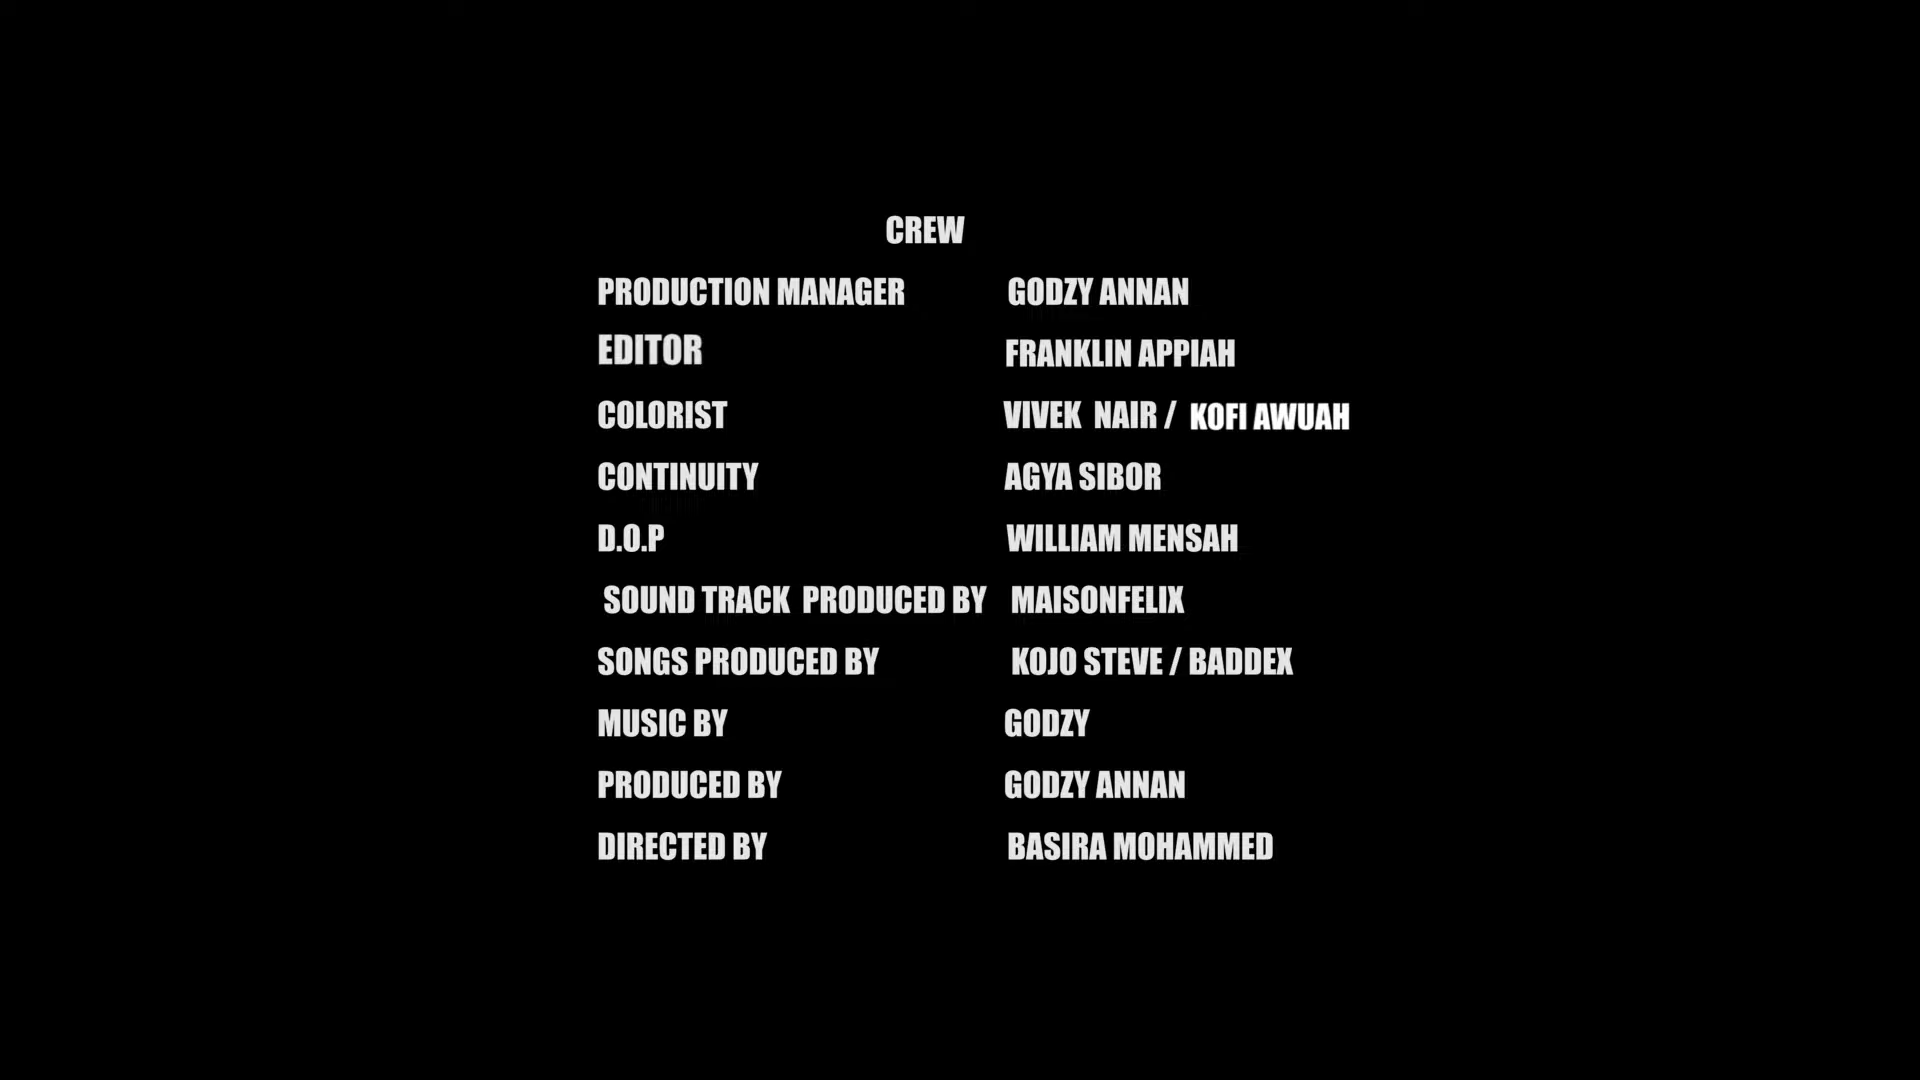 CREW
PRODUCTION MANAGER GODZY ANNAN
EDITOR FRANKLIN APPIAH
COLORIST VIVEK NAIR / KOFI AWUAH
CONTINUITY AGYA SIBOR
D.O.P WILLIAM MENSAH
SOUND TRACK PRODUCED BY MAISONFELIX
SONGS PRODUCED BY KOJO STEVE / BADDEX
MUSIC BY GODZY
PRODUCED BY GODZY ANNAN
DIRECTED BY BASIRA MOHAMMED